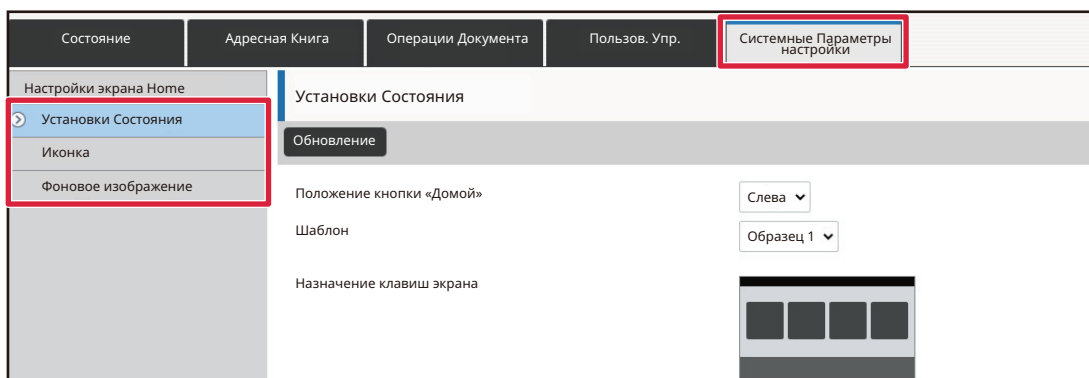 Состояние
Адресная Книга
Операции Документа
Пользов. Упр.
Системные Параметры
настройки
Настройки экрана Home
Установки Состояния
Иконка
Фоновое изображение
Установки Состояния
Обновление
Положение кнопки «Домой»
Слева
Шаблон
Образец 1
Назначение клавиш экрана